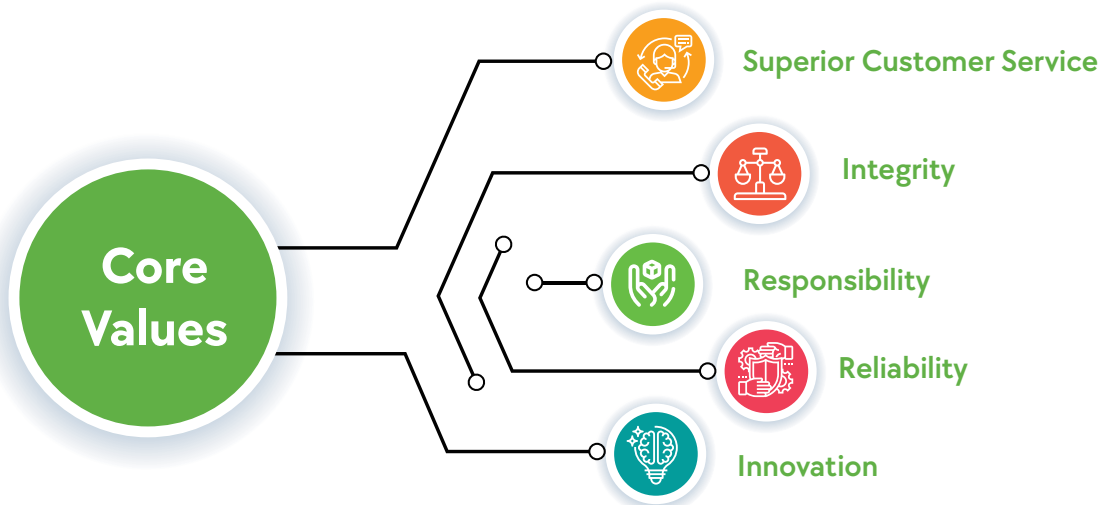 Core
Values
Superior Customer Service
Integrity
Responsibility
Reliability
Innovation